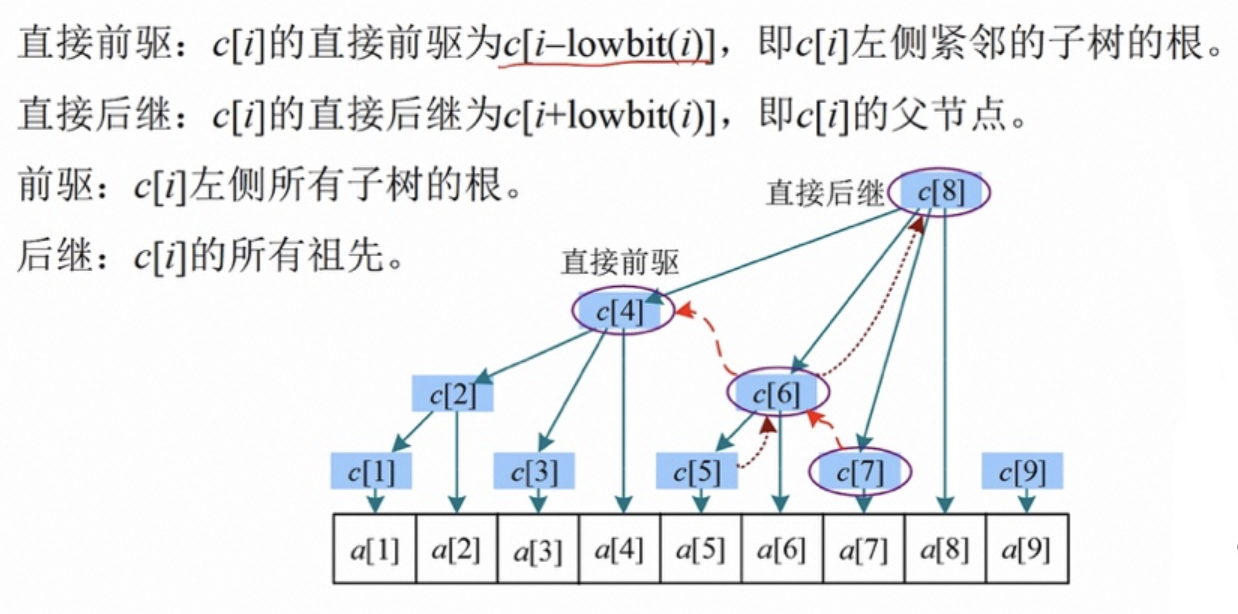 直接前驱：c[i]的直接前驱为c[i–lowbit(i)]，即c[i]左侧紧邻的子树的根。
直接后继：c[i]的直接后继为c[i+lowbit(i)]，即c[i]的父节点。
前驱：c[i]左侧所有子树的根。
后继：c[i]的所有祖先。
直接后继 c[8]
直接前驱
c[4]
c[2] c[6]
c[1] c[3] c[5] c[7] c[9]
a[1] a[2] a[3] a[4] a[5] a[6] a[7] a[8] a[9]